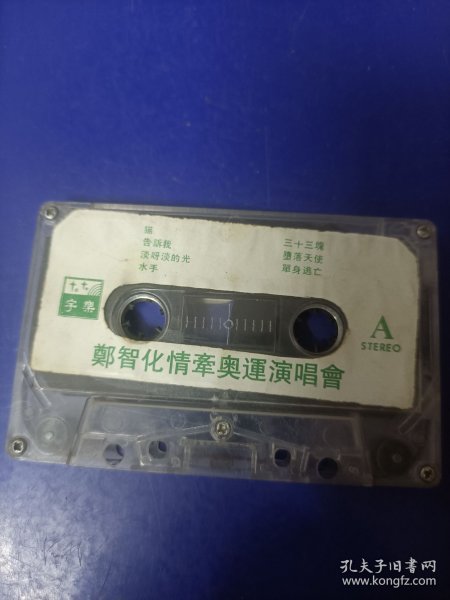 猫
告訴我
淡呀淡的光
水手
三十三塊
墮落天使
單身逃亡
字樂
A
STEREO
鄭智化情牽奥運演唱會
孔夫子旧书网
www.kongfz.com